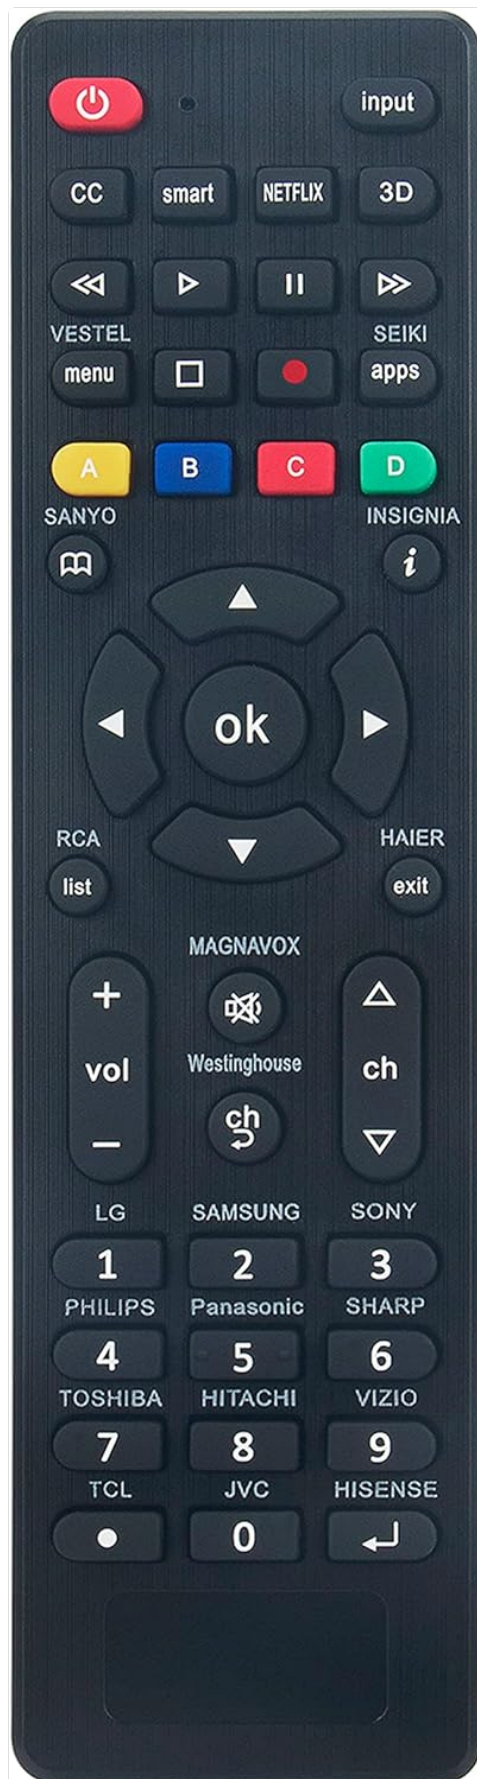 input
CC smart NETFLIX 3D
VESTEL SEIKI
menu apps
A B C D
SANYO INSIGNIA
i
ok
RCA HAIER
list exit
MAGNAVOX
+
vol ch
Westinghouse
ch
−
LG SAMSUNG SONY
1 2 3
PHILIPS Panasonic SHARP
4 5 6
TOSHIBA HITACHI VIZIO
7 8 9
TCL JVC HISENSE
0